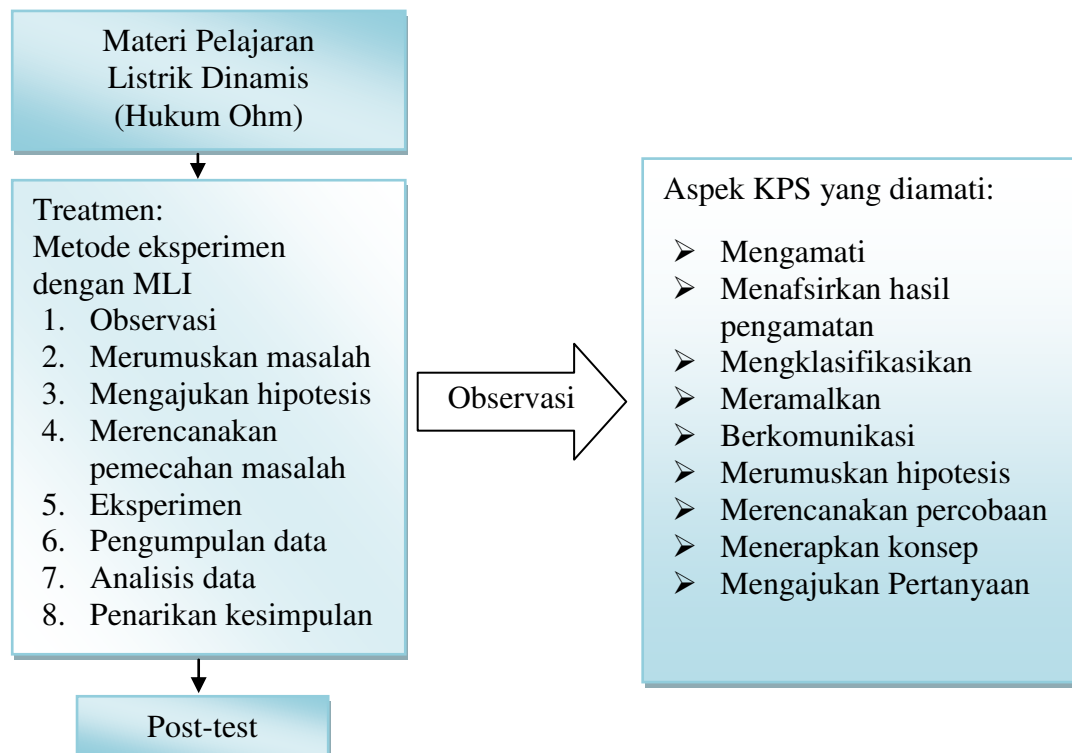 Materi Pelajaran
Listrik Dinamis
(Hukum Ohm)
Treatmen:
Metode eksperimen
dengan MLI
1. Observasi
2. Merumuskan masalah
3. Mengajukan hipotesis
4. Merencanakan
pemecahan masalah
5. Eksperimen
6. Pengumpulan data
7. Analisis data
8. Penarikan kesimpulan
Post-test
Observasi
Aspek KPS yang diamati:
➢ Mengamati
➢ Menafsirkan hasil
pengamatan
➢ Mengklasifikasikan
➢ Meramalkan
➢ Berkomunikasi
➢ Merumuskan hipotesis
➢ Merencanakan percobaan
➢ Menerapkan konsep
➢ Mengajukan Pertanyaan